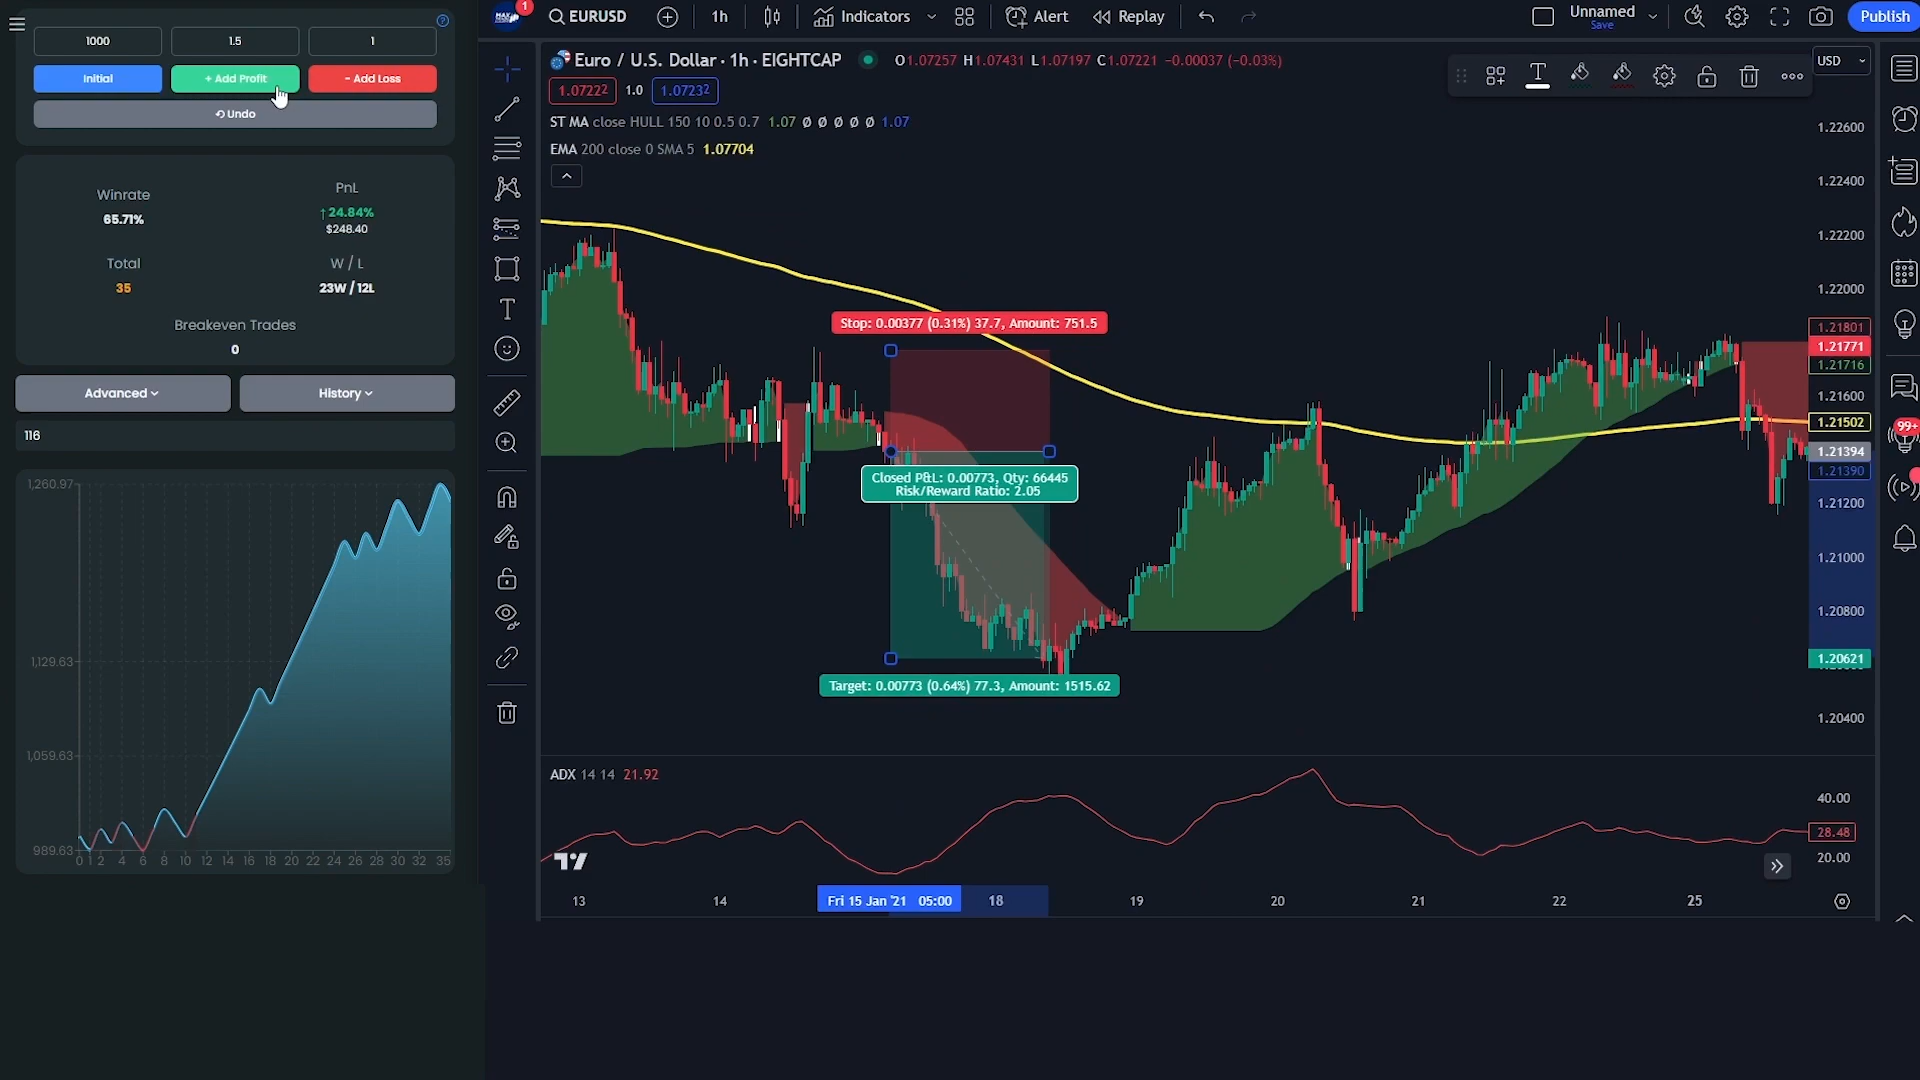 1000
1.5
1
?
Initial
+ Add Profit
- Add Loss
Undo
Winrate
65.71%
PnL
↑24.84%
$248.40
Total
35
W / L
23W / 12L
Breakeven Trades
0
Advanced
History
116
1,260.97
1,129.63
1,059.63
989.63
0 1 2 4 6 8 10 12 14 16 18 20 22 24 26 28 30 32 35
1
EURUSD
1h
Indicators
Alert
Replay
Unnamed
Save
Publish
Euro / U.S. Dollar · 1h · EIGHTCAP
O1.07257 H1.07431 L1.07197 C1.07221 -0.00037 (-0.03%)
1.07222 1.0 1.07232
ST MA close HULL 150 10 0.5 0.7 1.07 Ø Ø Ø Ø Ø 1.07
EMA 200 close 0 SMA 5 1.07704
USD
Stop: 0.00377 (0.31%) 37.7, Amount: 751.5
Closed P&L: 0.00773, Qty: 66445
Risk/Reward Ratio: 2.05
Target: 0.00773 (0.64%) 77.3, Amount: 1515.62
1.22600
1.22400
1.22200
1.22000
1.21801
1.21771
1.21716
1.21600
1.21502
1.21394
1.21390
1.21200
1.21000
1.20800
1.20621
1.20400
99+
ADX 14 14 21.92
40.00
28.48
20.00
13
14
Fri 15 Jan '21 05:00
18
19
20
21
22
25